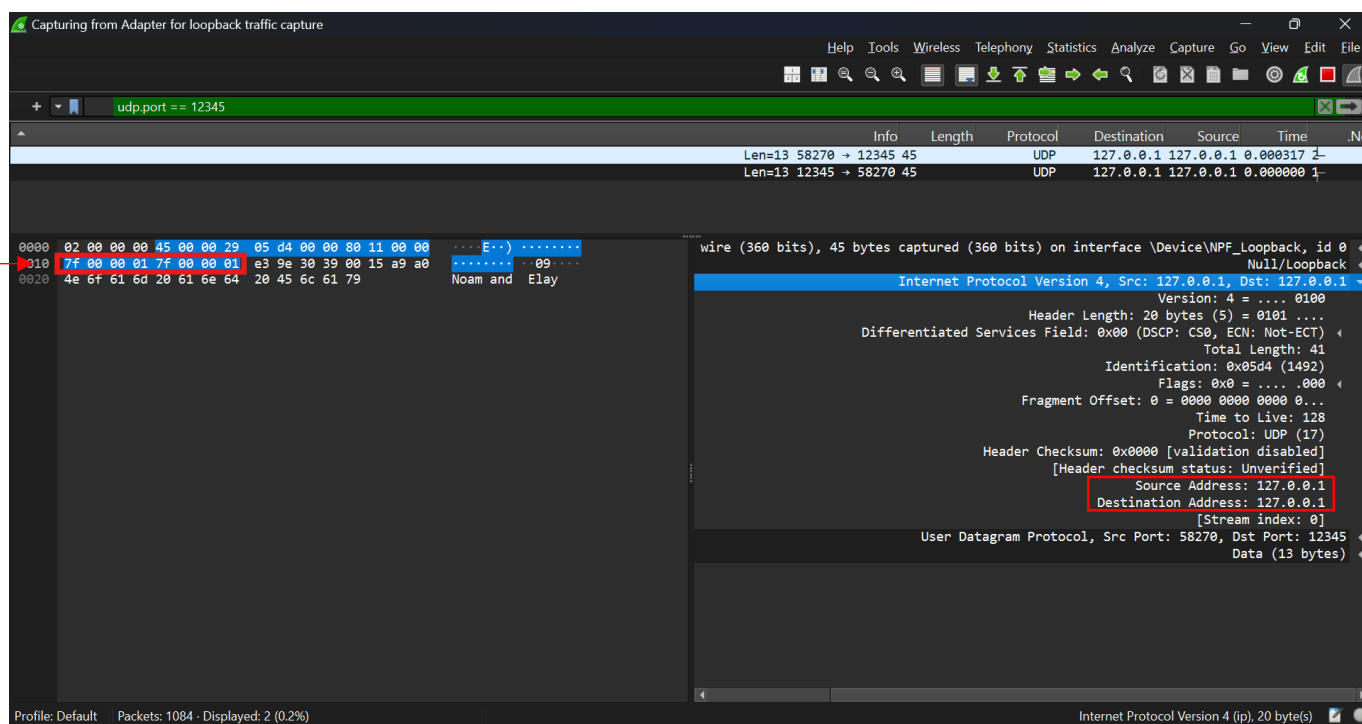 Capturing from Adapter for loopback traffic capture
Help Tools Wireless Telephony Statistics Analyze Capture Go View Edit File
udp.port == 12345
Info Length Protocol Destination Source Time .No
Len=13 58270 → 12345 45 UDP 127.0.0.1 127.0.0.1 0.000317 2
Len=13 12345 → 58270 45 UDP 127.0.0.1 127.0.0.1 0.000000 1
0000 02 00 00 00 45 00 00 29 05 d4 00 00 80 11 00 00 ····E··) ········
010 7f 00 00 01 7f 00 00 01 e3 9e 30 39 00 15 a9 a0 ········ ··09····
0020 4e 6f 61 6d 20 61 6e 64 20 45 6c 61 79 Noam and Elay
wire (360 bits), 45 bytes captured (360 bits) on interface \Device\NPF_Loopback, id 0
Null/Loopback
Internet Protocol Version 4, Src: 127.0.0.1, Dst: 127.0.0.1
Version: 4 = .... 0100
Header Length: 20 bytes (5) = 0101 ....
Differentiated Services Field: 0x00 (DSCP: CS0, ECN: Not-ECT)
Total Length: 41
Identification: 0x05d4 (1492)
Flags: 0x0 = .... .000
Fragment Offset: 0 = 0000 0000 0000 0...
Time to Live: 128
Protocol: UDP (17)
Header Checksum: 0x0000 [validation disabled]
[Header checksum status: Unverified]
Source Address: 127.0.0.1
Destination Address: 127.0.0.1
[Stream index: 0]
User Datagram Protocol, Src Port: 58270, Dst Port: 12345
Data (13 bytes)
Profile: Default Packets: 1084 · Displayed: 2 (0.2%) Internet Protocol Version 4 (ip), 20 byte(s)